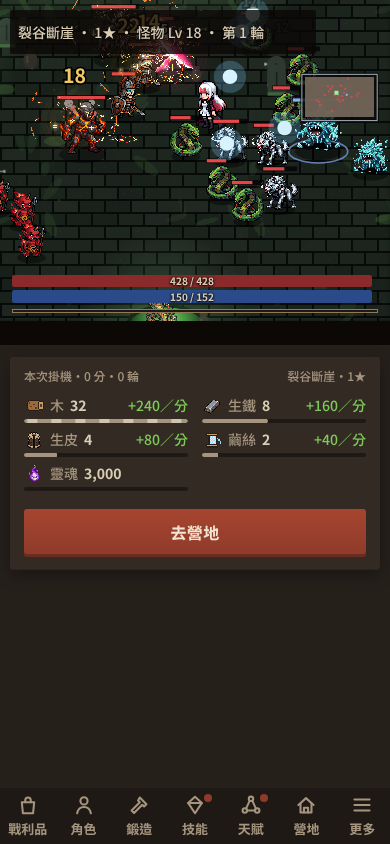 裂谷斷崖 · 1★ · 怪物 Lv 18 · 第 1 輪
2214
18
428 / 428
150 / 152
本次掛機·0 分·0 輪
裂谷斷崖·1★
木 32 +240／分
生鐵 8 +160／分
生皮 4 +80／分
繭絲 2 +40／分
靈魂 3,000
去營地
戰利品
角色
鍛造
技能
天賦
營地
更多